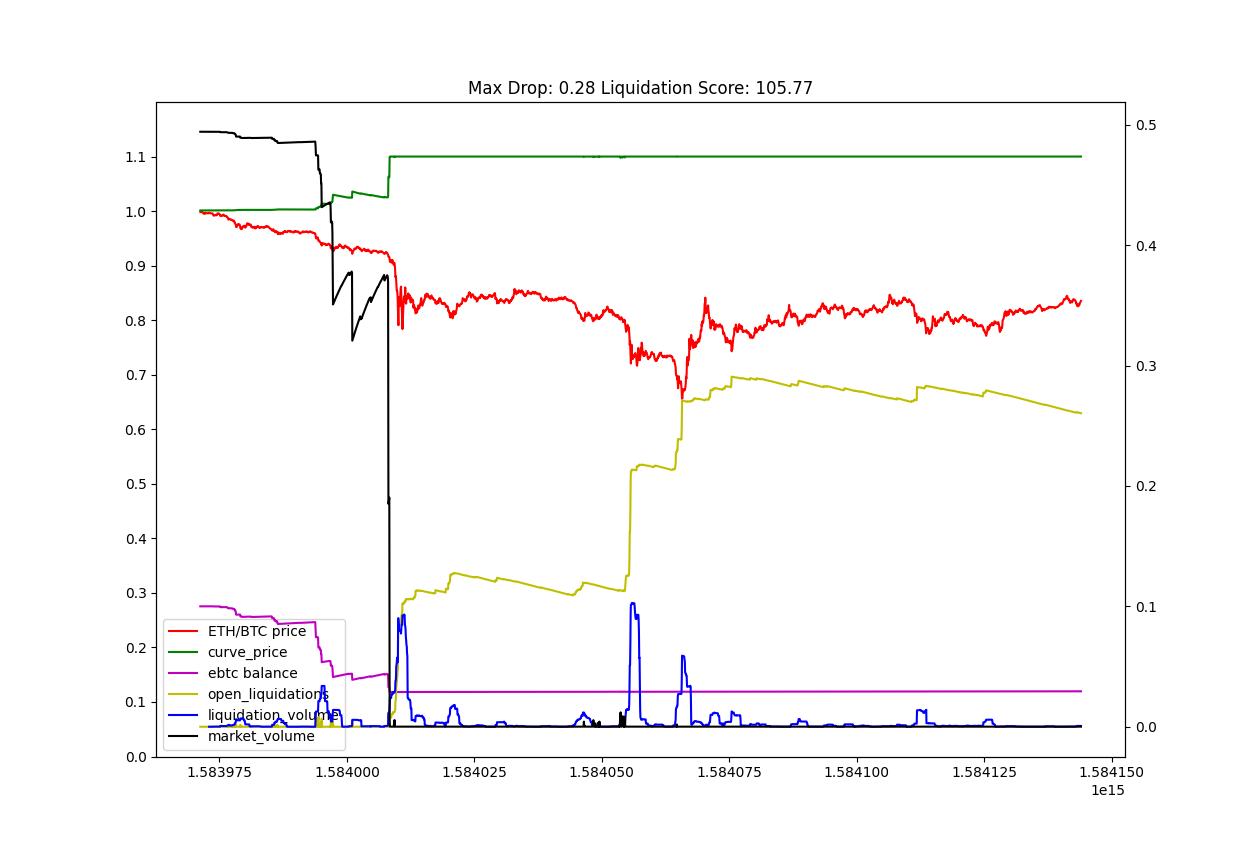 Max Drop: 0.28 Liquidation Score: 105.77
1.1
1.0
0.9
0.8
0.7
0.6
0.5
0.4
0.3
0.2
0.1
0.0
0.5
0.4
0.3
0.2
0.1
0.0
ETH/BTC price
curve_price
ebtc balance
open_liquidations
liquidation_volume
market_volume
1.583975 1.584000 1.584025 1.584050 1.584075 1.584100 1.584125 1.584150
1e15